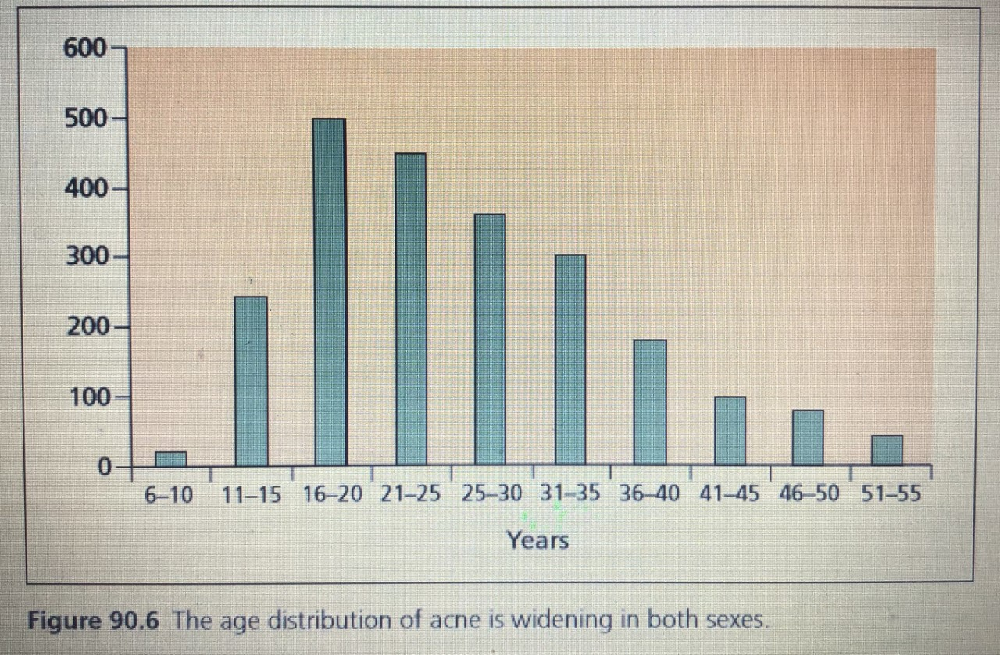 600
500
400
300
200
100
0
6–10 11–15 16–20 21–25 25–30 31–35 36–40 41–45 46–50 51–55
Years
Figure 90.6 The age distribution of acne is widening in both sexes.